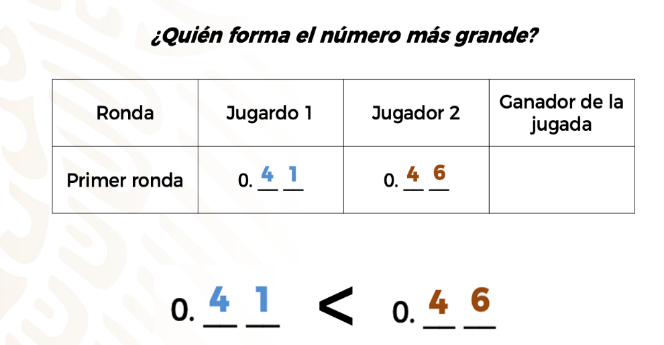 ¿Quién forma el número más grande?
Ronda Jugardo 1 Jugador 2 Ganador de la jugada
Primer ronda 0. 4 1 0. 4 6
0. 4 1 < 0. 4 6